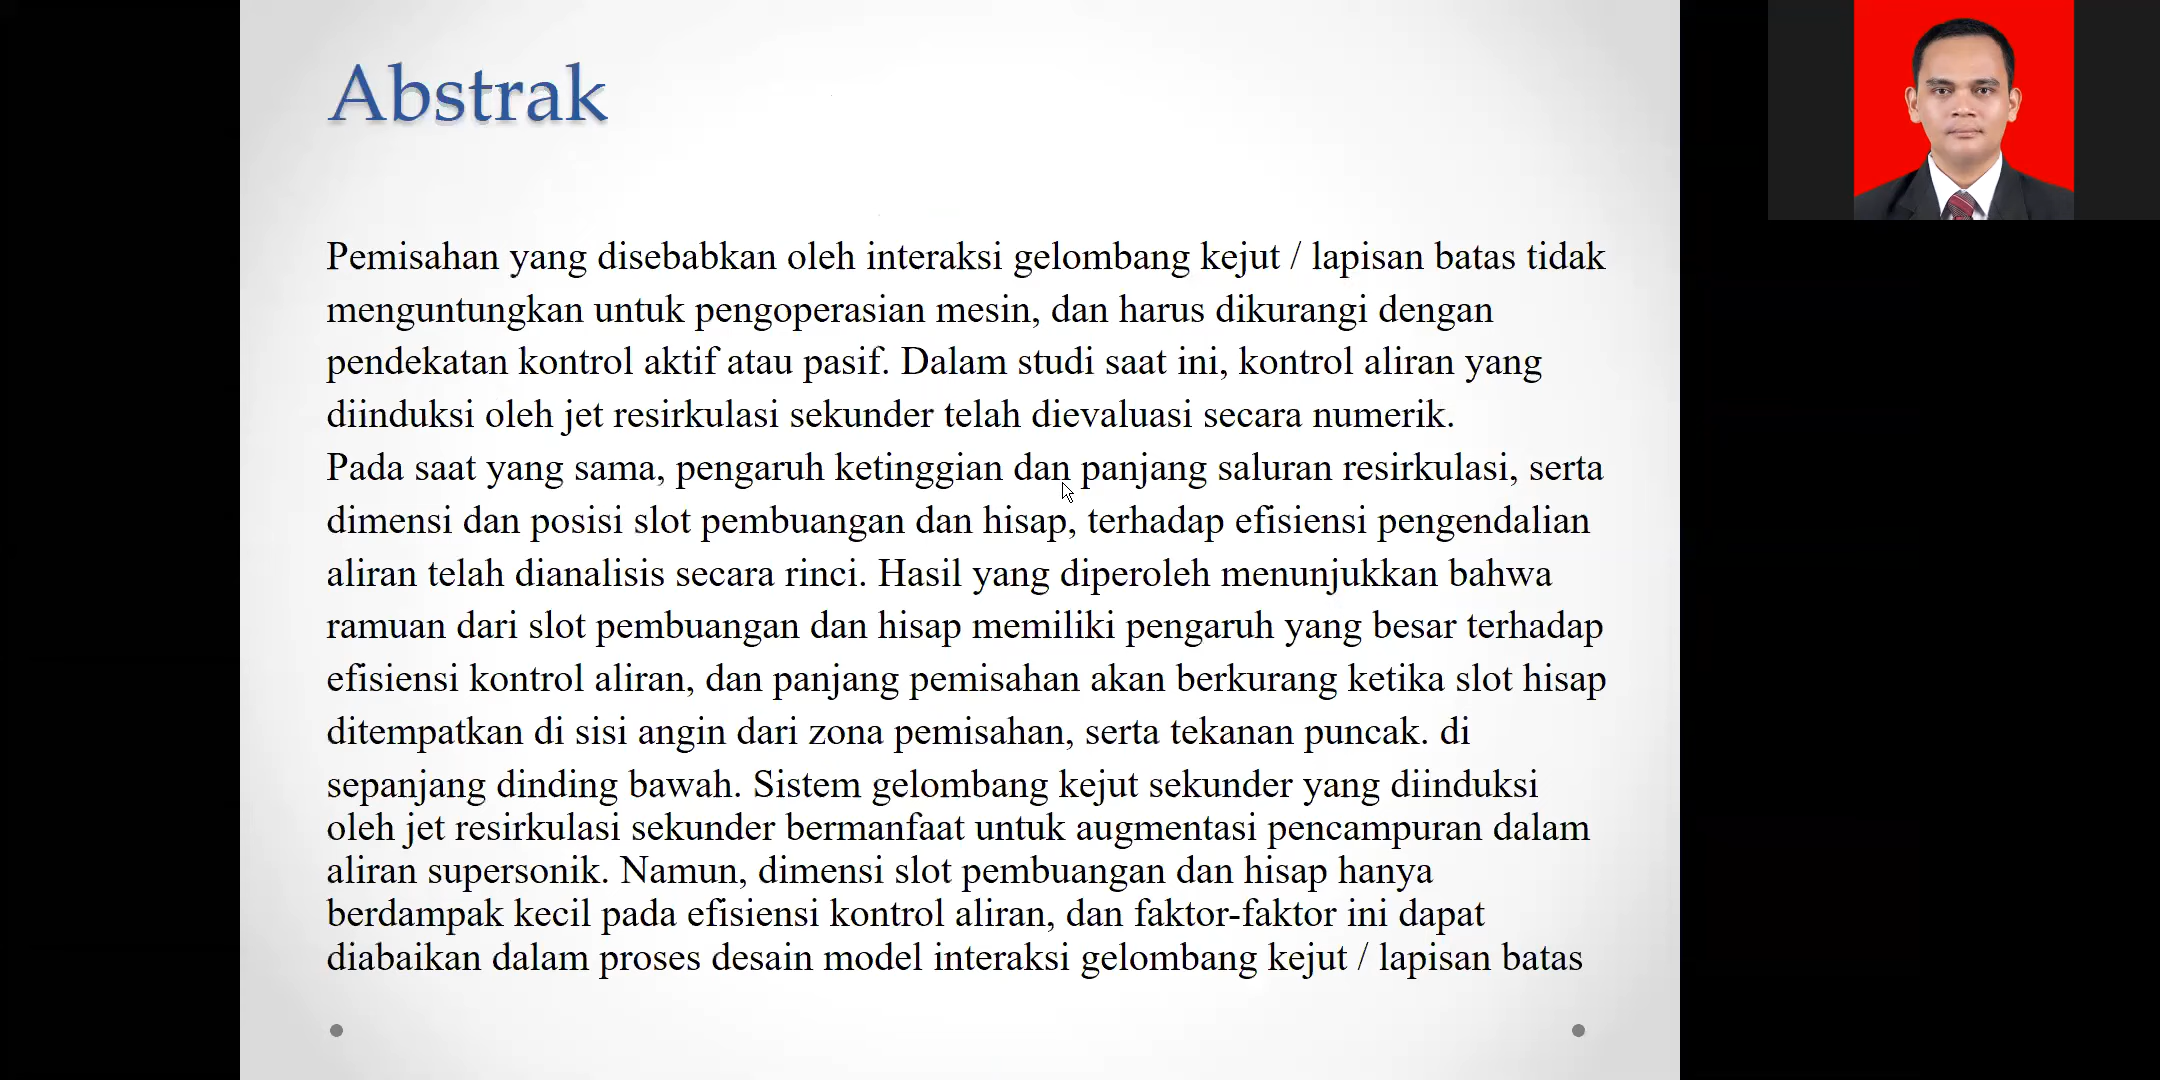 Abstrak
Pemisahan yang disebabkan oleh interaksi gelombang kejut / lapisan batas tidak
menguntungkan untuk pengoperasian mesin, dan harus dikurangi dengan
pendekatan kontrol aktif atau pasif. Dalam studi saat ini, kontrol aliran yang
diinduksi oleh jet resirkulasi sekunder telah dievaluasi secara numerik.
Pada saat yang sama, pengaruh ketinggian dan panjang saluran resirkulasi, serta
dimensi dan posisi slot pembuangan dan hisap, terhadap efisiensi pengendalian
aliran telah dianalisis secara rinci. Hasil yang diperoleh menunjukkan bahwa
ramuan dari slot pembuangan dan hisap memiliki pengaruh yang besar terhadap
efisiensi kontrol aliran, dan panjang pemisahan akan berkurang ketika slot hisap
ditempatkan di sisi angin dari zona pemisahan, serta tekanan puncak. di
sepanjang dinding bawah. Sistem gelombang kejut sekunder yang diinduksi
oleh jet resirkulasi sekunder bermanfaat untuk augmentasi pencampuran dalam
aliran supersonik. Namun, dimensi slot pembuangan dan hisap hanya
berdampak kecil pada efisiensi kontrol aliran, dan faktor-faktor ini dapat
diabaikan dalam proses desain model interaksi gelombang kejut / lapisan batas